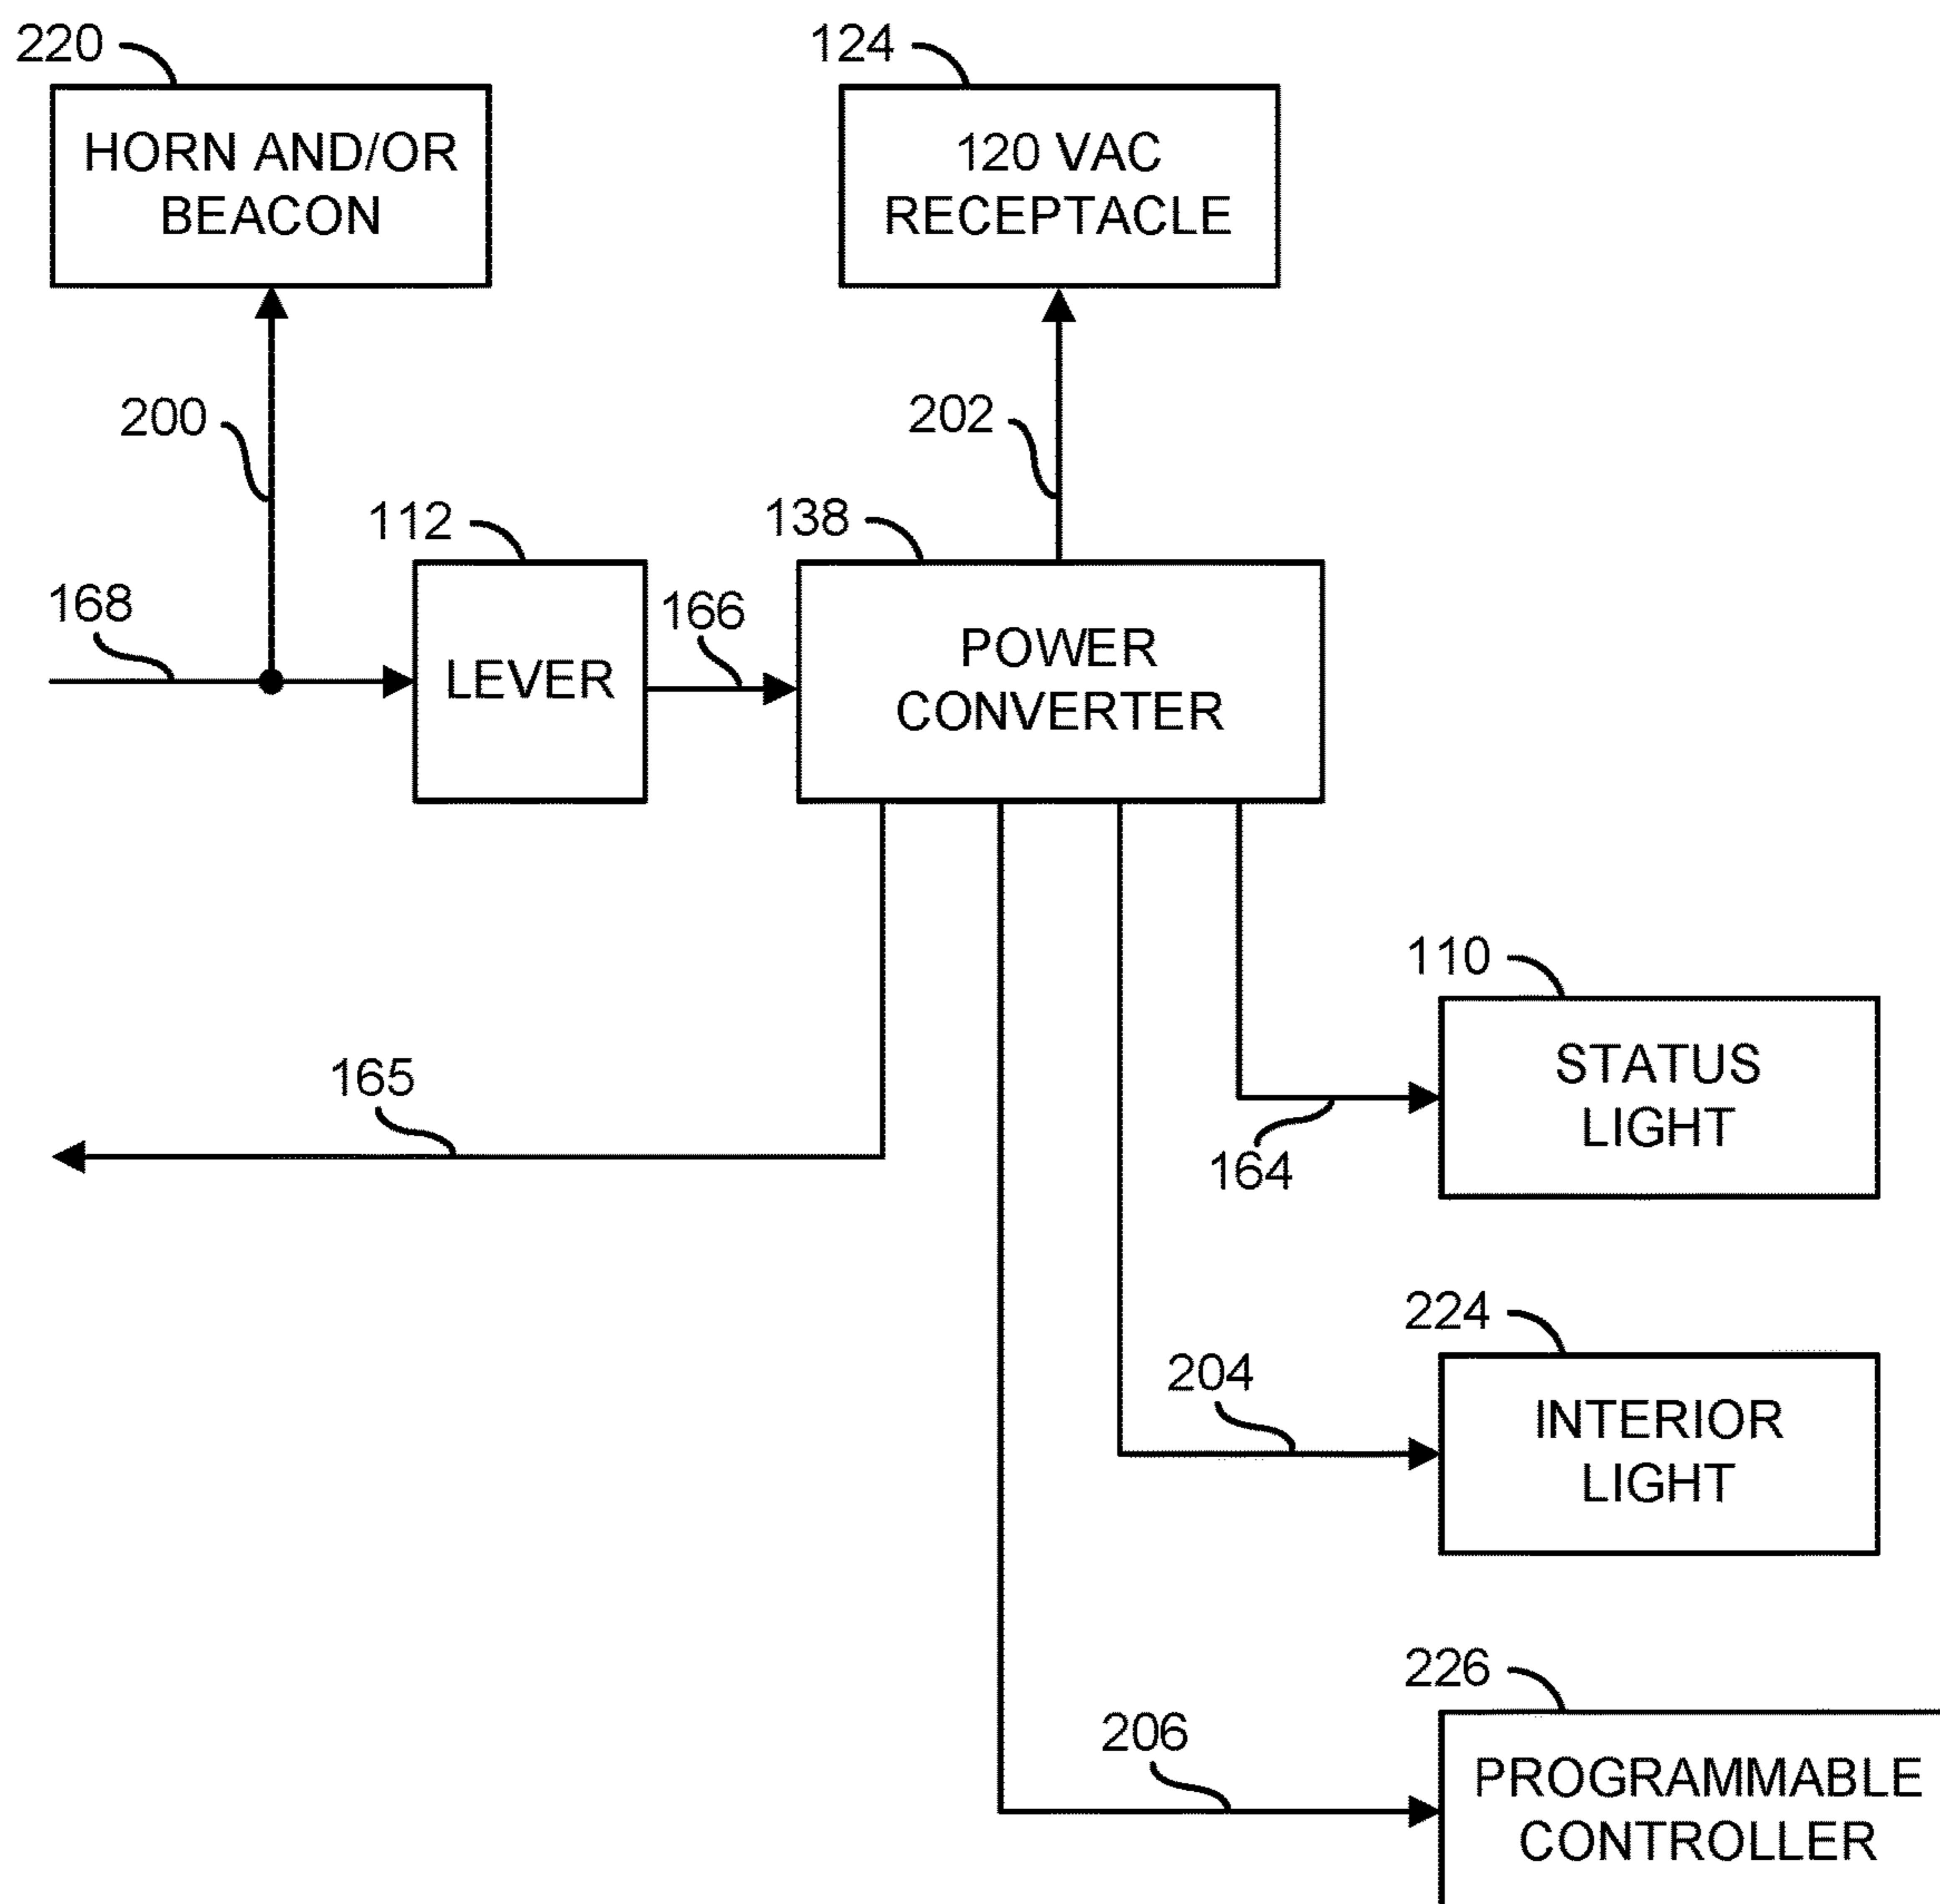 220
124
HORN AND/OR
BEACON
120 VAC
RECEPTACLE
200
202
112
138
168
166
LEVER
POWER
CONVERTER
110
STATUS
LIGHT
165
164
224
204
INTERIOR
LIGHT
226
206
PROGRAMMABLE
CONTROLLER